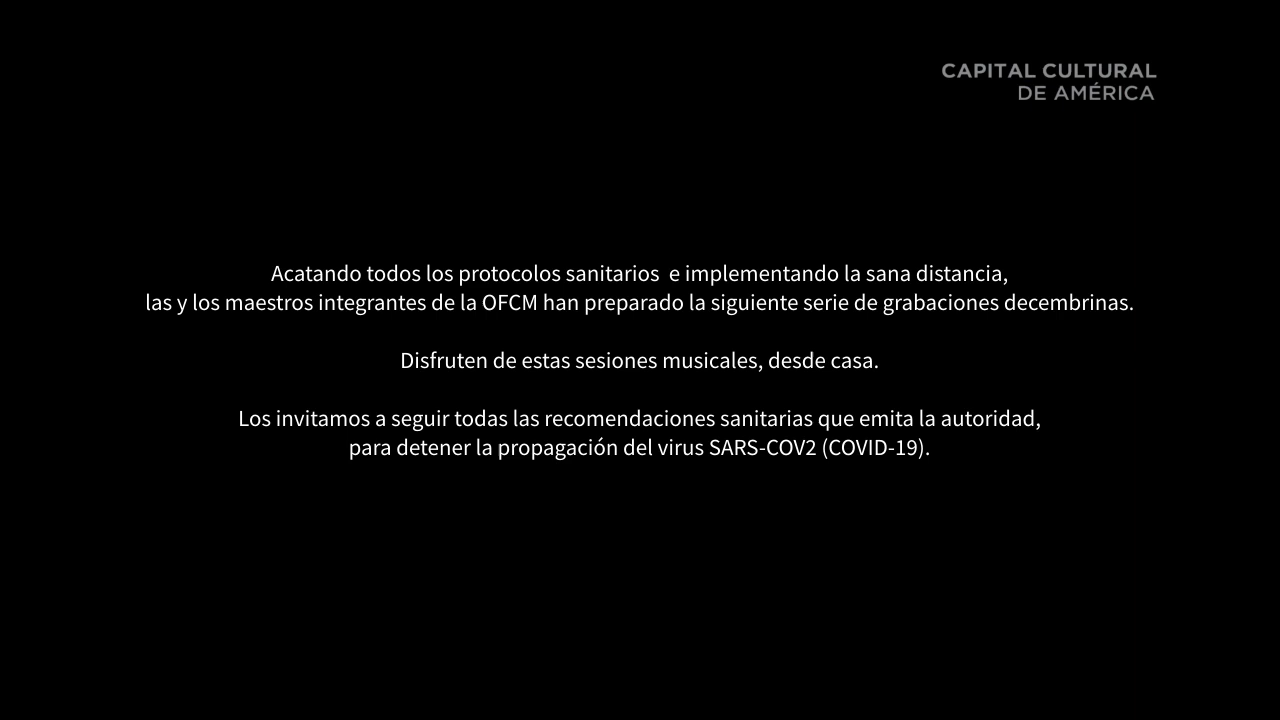 CAPITAL CULTURAL
DE AMÉRICA
Acatando todos los protocolos sanitarios  e implementando la sana distancia,
las y los maestros integrantes de la OFCM han preparado la siguiente serie de grabaciones decembrinas.
Disfruten de estas sesiones musicales, desde casa.
Los invitamos a seguir todas las recomendaciones sanitarias que emita la autoridad,
para detener la propagación del virus SARS-COV2 (COVID-19).